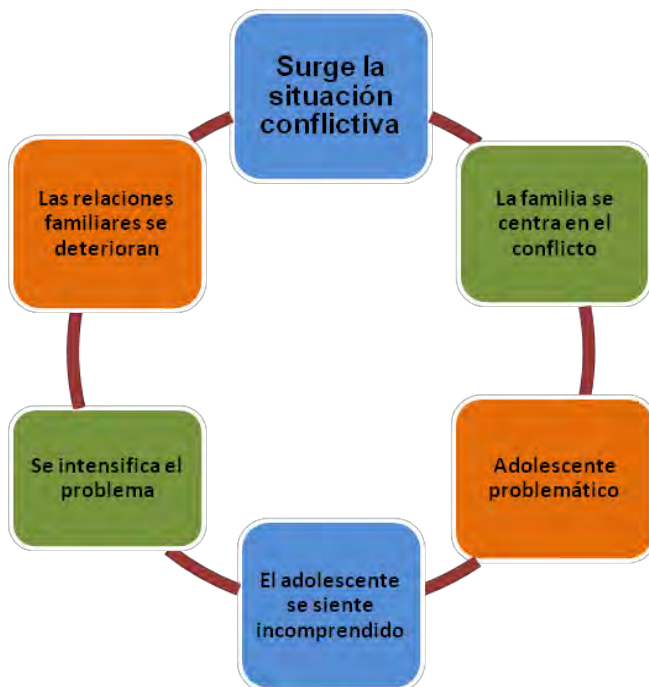 Surge la
situación
conflictiva
La familia se
centra en el
conflicto
Adolescente
problemático
El adolescente
se siente
incomprendido
Se intensifica el
problema
Las relaciones
familiares se
deterioran